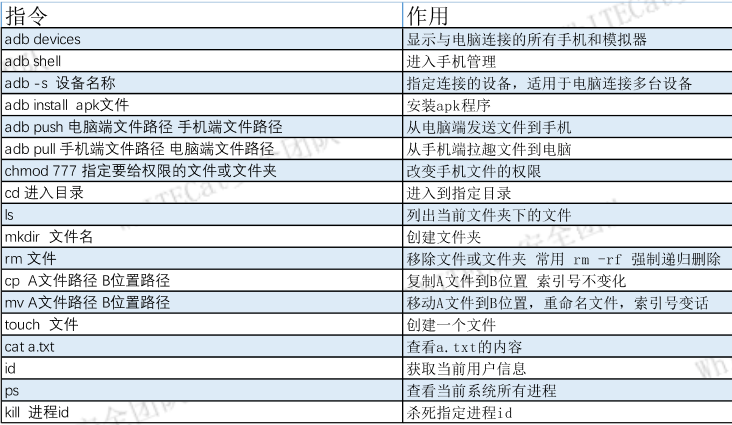 指令 作用
adb devices 显示与电脑连接的所有手机和模拟器
adb shell 进入手机管理
adb -s 设备名称 指定连接的设备，适用于电脑连接多台设备
adb install apk文件 安装apk程序
adb push 电脑端文件路径 手机端文件路径 从电脑端发送文件到手机
adb pull 手机端文件路径 电脑端文件路径 从手机端拉趣文件到电脑
chmod 777 指定要给权限的文件或文件夹 改变手机文件的权限
cd 进入目录 进入到指定目录
ls 列出当前文件夹下的文件
mkdir 文件名 创建文件夹
rm 文件 移除文件或文件夹 常用 rm -rf 强制递归删除
cp A文件路径 B位置路径 复制A文件到B位置 索引号不变化
mv A文件路径 B位置路径 移动A文件到B位置，重命名文件，索引号变话
touch 文件 创建一个文件
cat a.txt 查看a.txt的内容
id 获取当前用户信息
ps 查看当前系统所有进程
kill 进程id 杀死指定进程id